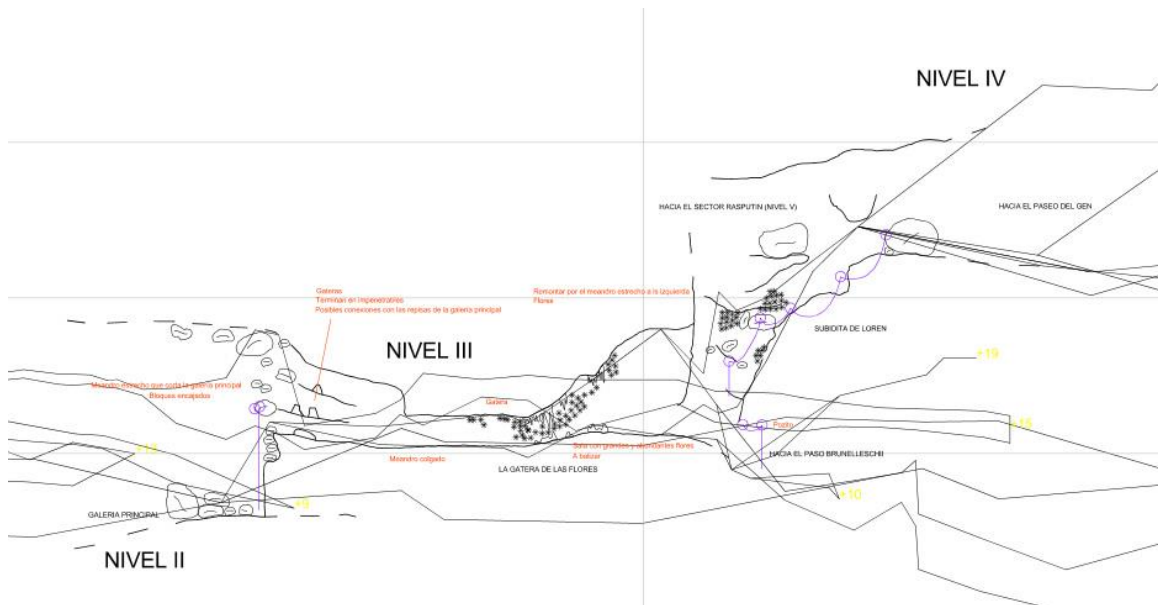 NIVEL IV
HACIA EL SECTOR RASPUTIN (NIVEL V)
HACIA EL PASEO DEL GEN
Gateras
Terminan en impenetrables
Posibles conexiones con las repisas de la galeria principal
Remontar por el meandro estrecho a la izquierda
Flores
SUBIDITA DE LOREN
NIVEL III
+19
Meandro estrecho que corta la galeria principal
Bloques encajados
Gatera
Pozito
+15
Sala con grandes y abundantes flores
A balizar
Meandro colgado
LA GATERA DE LAS FLORES
HACIA EL PASO BRUNELLESCHI
+10
+9
GALERIA PRINCIPAL
NIVEL II